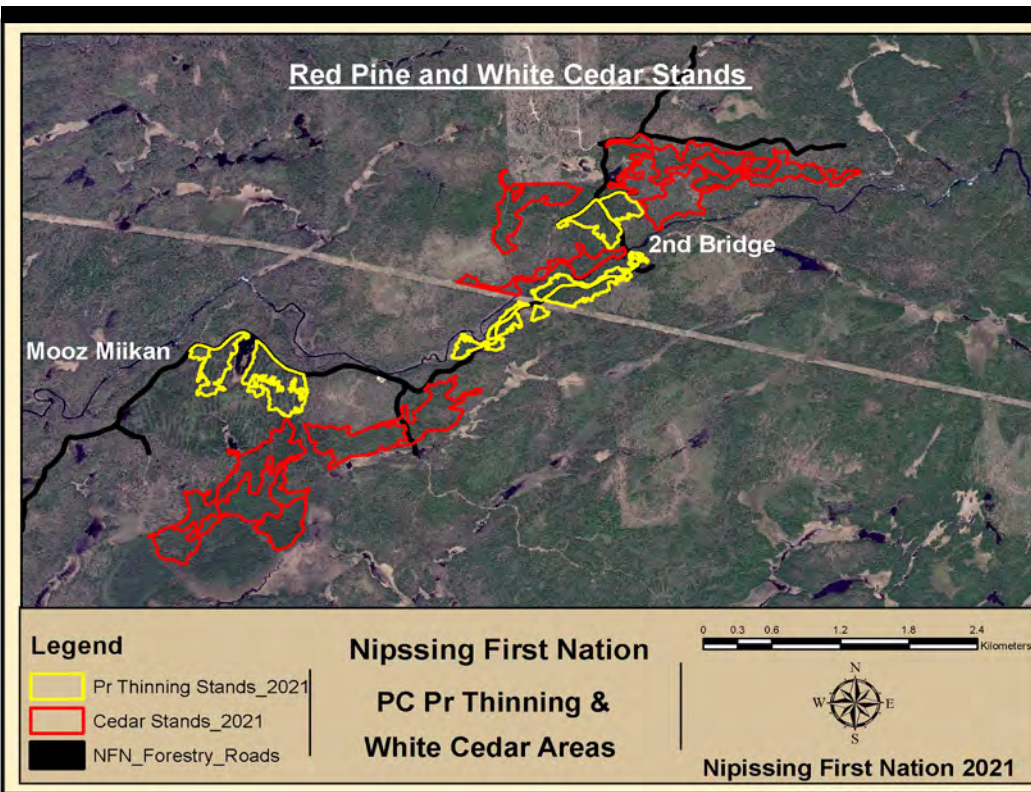 Red Pine and White Cedar Stands
2nd Bridge
Mooz Miikan
Legend
Pr Thinning Stands_2021
Cedar Stands_2021
NFN_Forestry_Roads
Nipssing First Nation
PC Pr Thinning &
White Cedar Areas
0 0.3 0.6 1.2 1.8 2.4
Kilometers
N
W E
S
Nipissing First Nation 2021